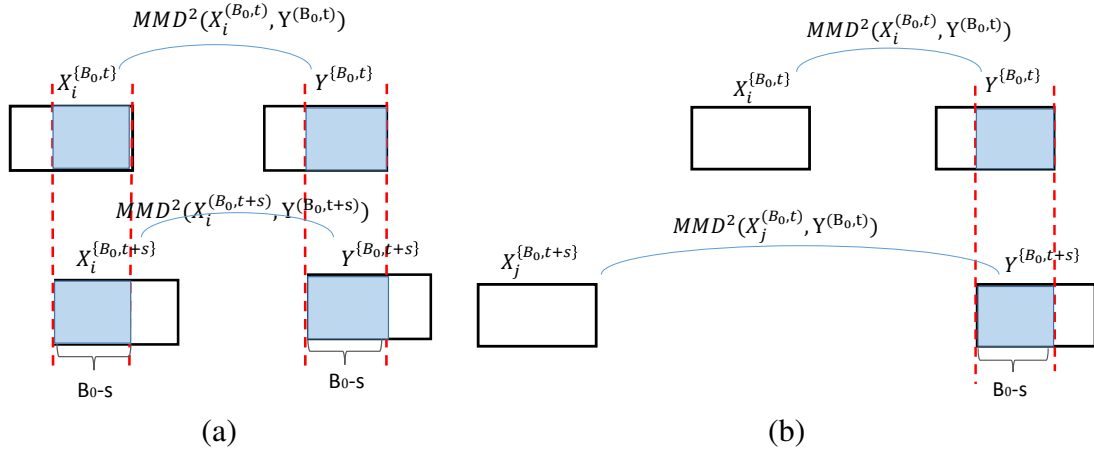 MMD²(X_i^(B₀,t), Y^(B₀,t))
X_i^{B₀,t}
Y^{B₀,t}
MMD²(X_i^(B₀,t+s), Y^(B₀,t+s))
X_i^{B₀,t+s}
Y^{B₀,t+s}
B₀-s
B₀-s
(a)
MMD²(X_i^(B₀,t), Y^(B₀,t))
X_i^{B₀,t}
Y^{B₀,t}
MMD²(X_j^(B₀,t), Y^(B₀,t))
X_j^{B₀,t+s}
Y^{B₀,t+s}
B₀-s
(b)